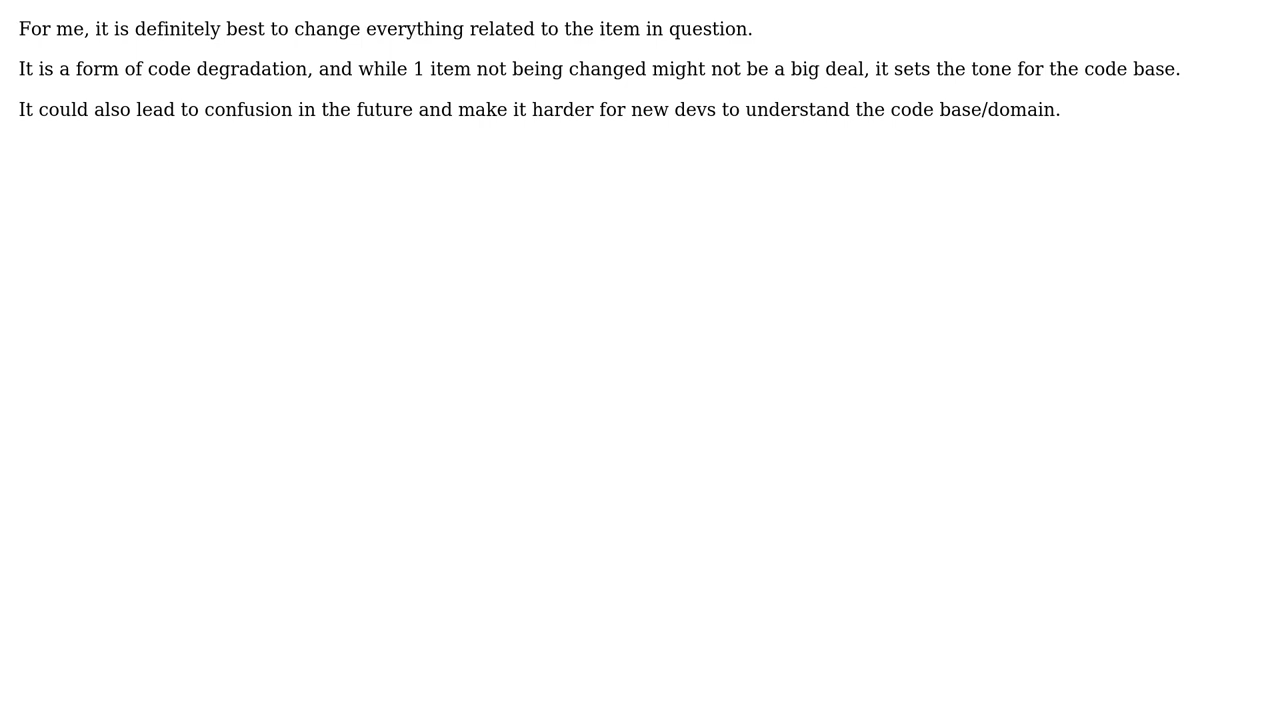 For me, it is definitely best to change everything related to the item in question.
It is a form of code degradation, and while 1 item not being changed might not be a big deal, it sets the tone for the code base.
It could also lead to confusion in the future and make it harder for new devs to understand the code base/domain.